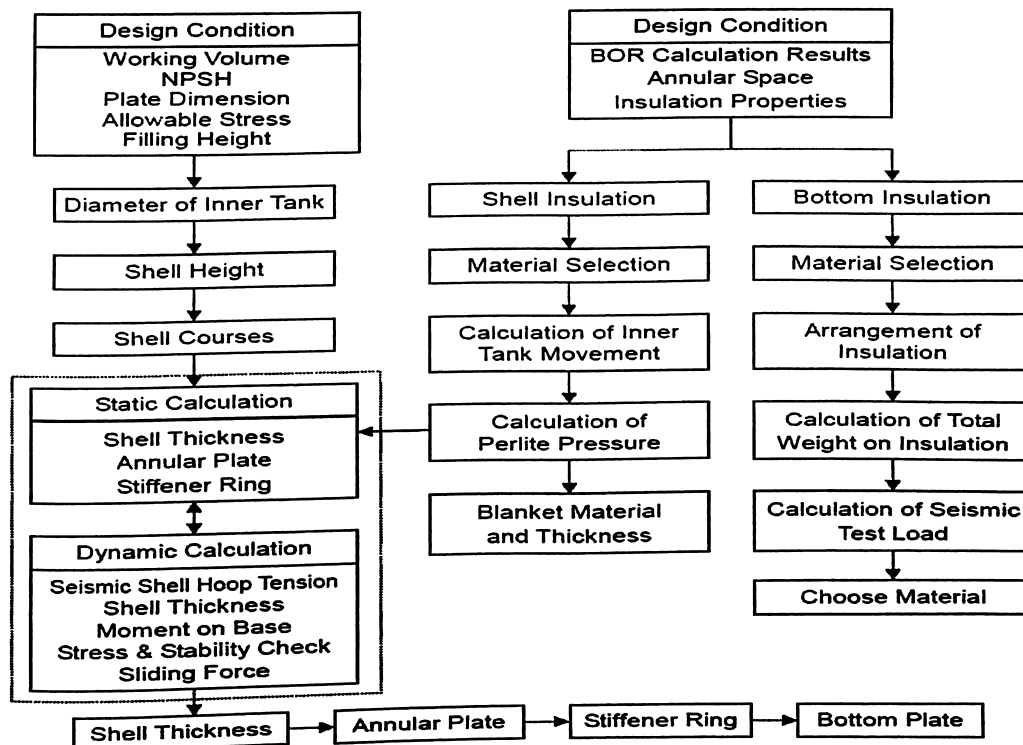 Design Condition
Working Volume
NPSH
Plate Dimension
Allowable Stress
Filling Height
Diameter of Inner Tank
Shell Height
Shell Courses
Static Calculation
Shell Thickness
Annular Plate
Stiffener Ring
Dynamic Calculation
Seismic Shell Hoop Tension
Shell Thickness
Moment on Base
Stress & Stability Check
Sliding Force
Shell Thickness
Annular Plate
Stiffener Ring
Bottom Plate
Design Condition
BOR Calculation Results
Annular Space
Insulation Properties
Shell Insulation
Material Selection
Calculation of Inner
Tank Movement
Calculation of
Perlite Pressure
Blanket Material
and Thickness
Bottom Insulation
Material Selection
Arrangement of
Insulation
Calculation of Total
Weight on Insulation
Calculation of Seismic
Test Load
Choose Material